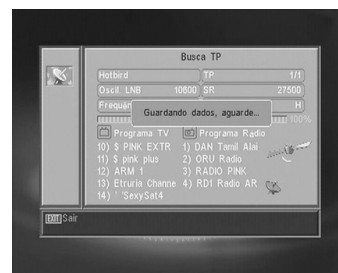 Busca TP
Hotbird TP 1/1
Oscil. LNB 10600 SR 27500
Frequên H
Guardando dados, aguarde...
100%
Programa TV Programa Rádio
10) $ PINK EXTR 1) DAN Tamil Alai
11) $ pink plus 2) ORU Radio
12) ARM 1 3) RADIO PINK
13) Etruria Channe 4) RD1 Radio AR
14) ' 'SexySat4
EXIT Sair